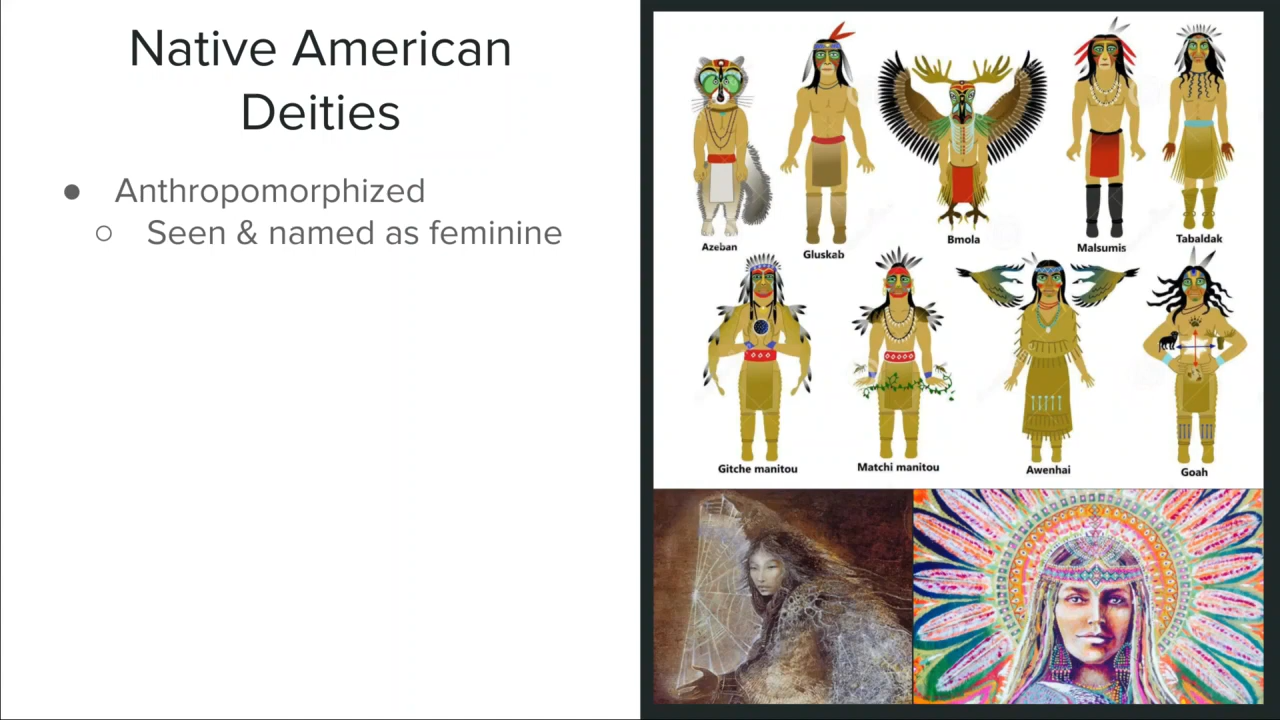 Native American
Deities
● Anthropomorphized
○ Seen & named as feminine
Azeban
Gluskab
Bmola
Malsumis
Tabaldak
Gitche manitou
Matchi manitou
Awenhai
Goah